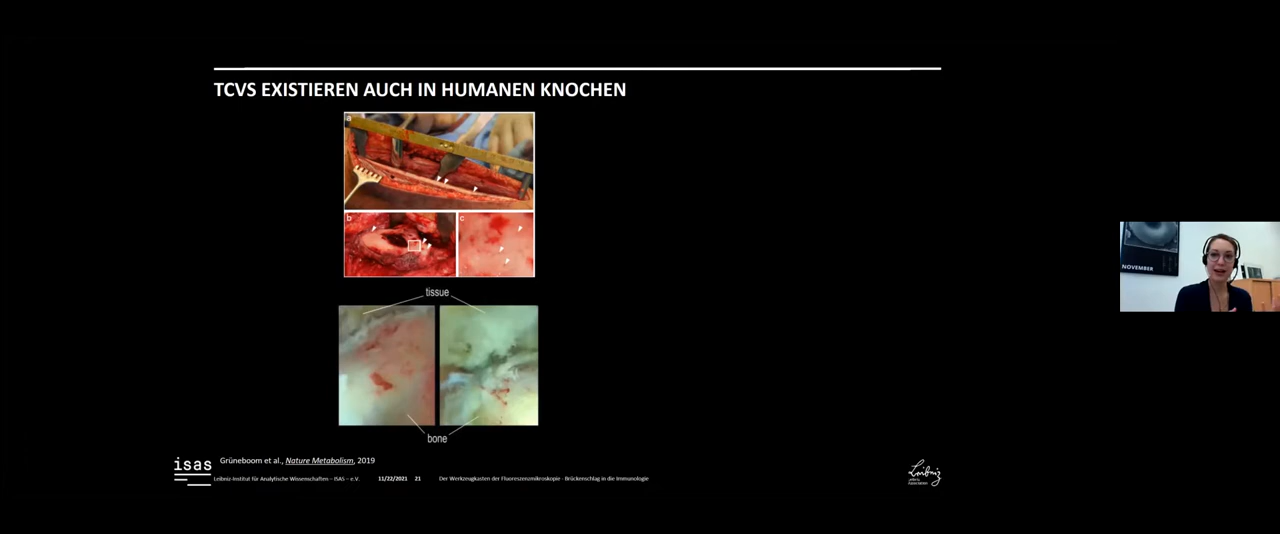 TCVS EXISTIEREN AUCH IN HUMANEN KNOCHEN
a
b
c
tissue
NOVEMBER
bone
Grüneboom et al., Nature Metabolism, 2019
isas
Leibniz-Institut für Analytische Wissenschaften – ISAS – e.V.
11/22/2021
21
Der Werkzeugkasten der Fluoreszenzmikroskopie - Brückenschlag in die Immunologie
Leibniz